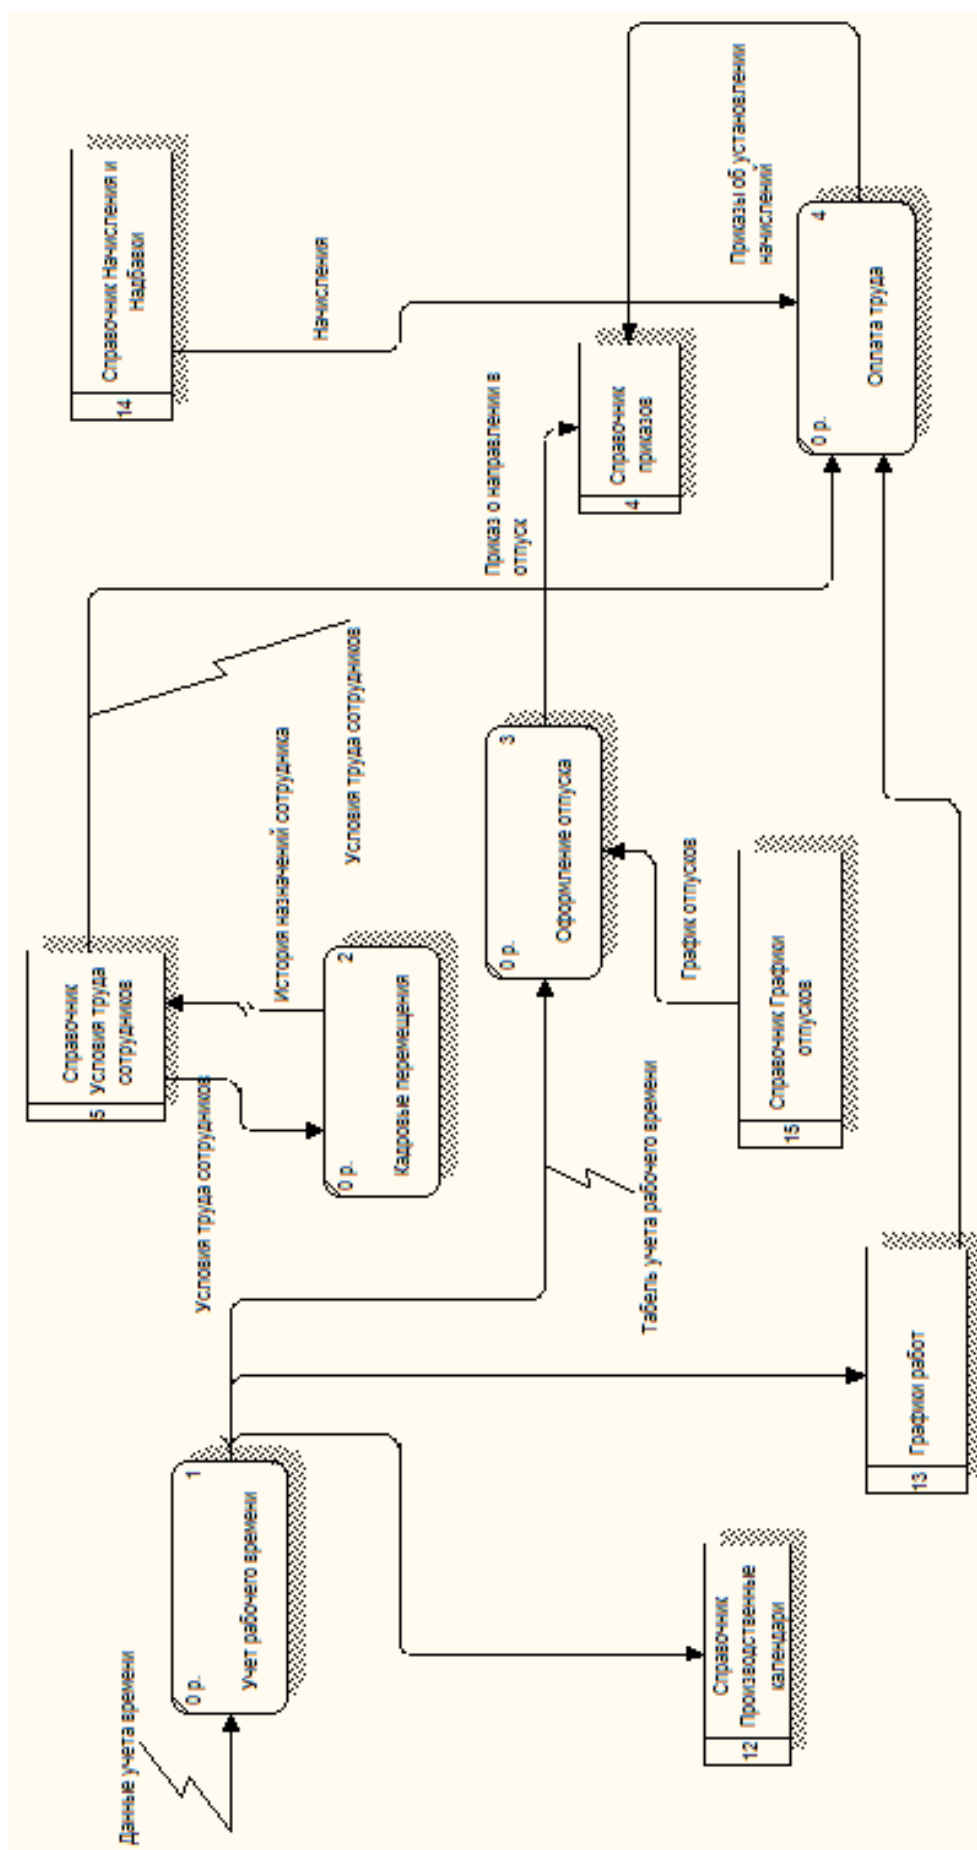 Данные учета времени
0 р.
1
Учет рабочего времени
12
Справочник
Производственные
календари
13
Графики работ
Табель учета рабочего времени
5
Справочник
Условия труда
сотрудников
Условия труда сотрудников
История назначений сотрудника
0 р.
2
Кадровые перемещения
Условия труда сотрудников
0 р.
3
Оформление отпуска
График отпусков
15
Справочник Графики
отпусков
Приказ о направлении в
отпуск
4
Справочник
приказов
14
Справочник Начисления и
Надбавки
Начисления
Приказы об установлении
начислений
0 р.
4
Оплата труда